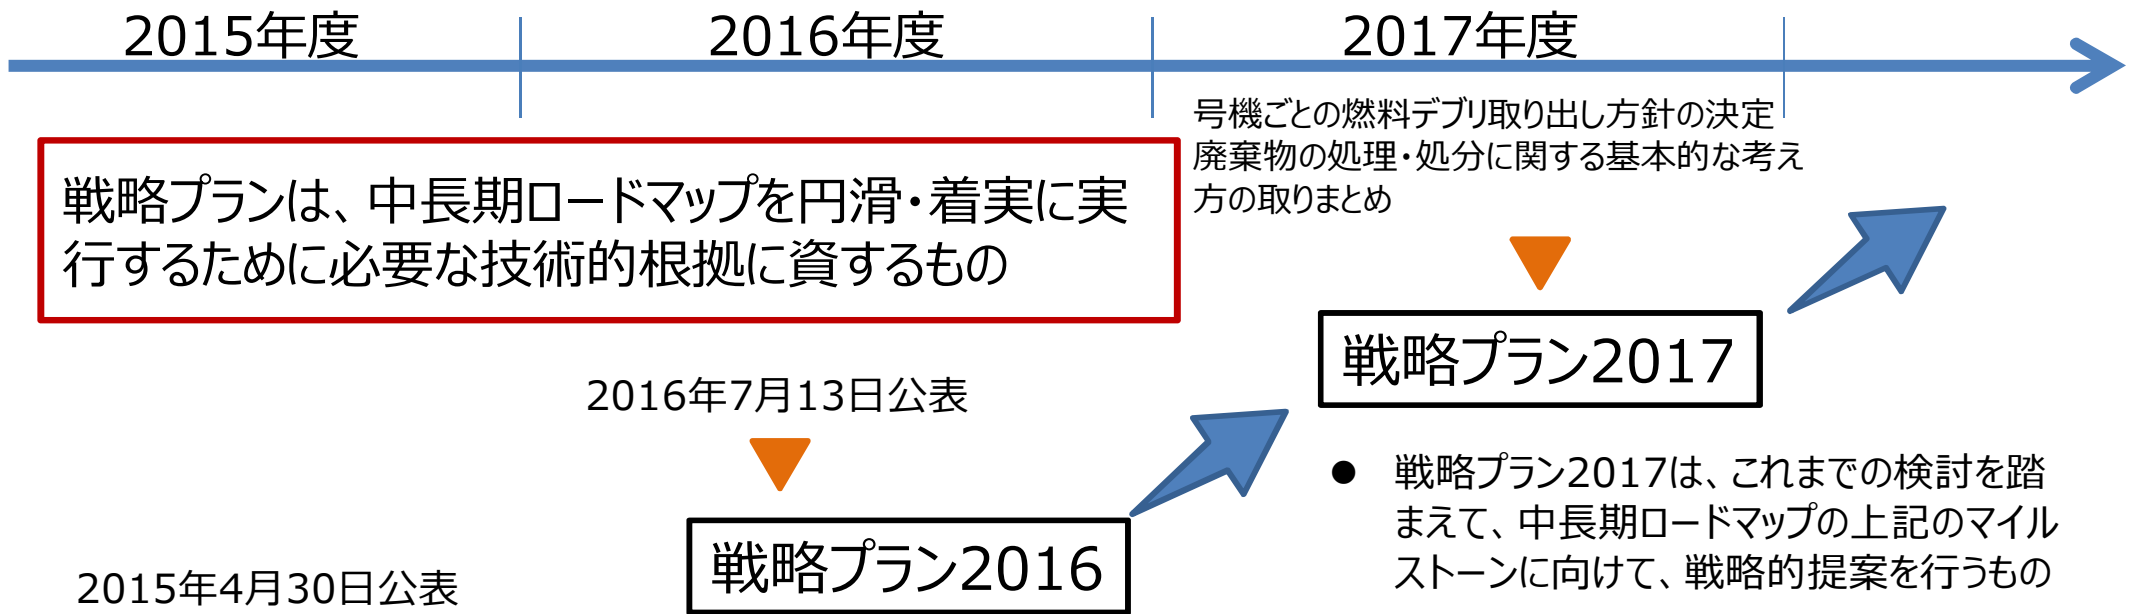 2015年度
2016年度
2017年度
号機ごとの燃料デブリ取り出し方針の決定
廃棄物の処理・処分に関する基本的な考え
方の取りまとめ
戦略プランは、中長期ロードマップを円滑・着実に実
行するために必要な技術的根拠に資するもの
戦略プラン2017
2016年7月13日公表
● 戦略プラン2017は、これまでの検討を踏
まえて、中長期ロードマップの上記のマイル
ストーンに向けて、戦略的提案を行うもの
戦略プラン2016
2015年4月30日公表